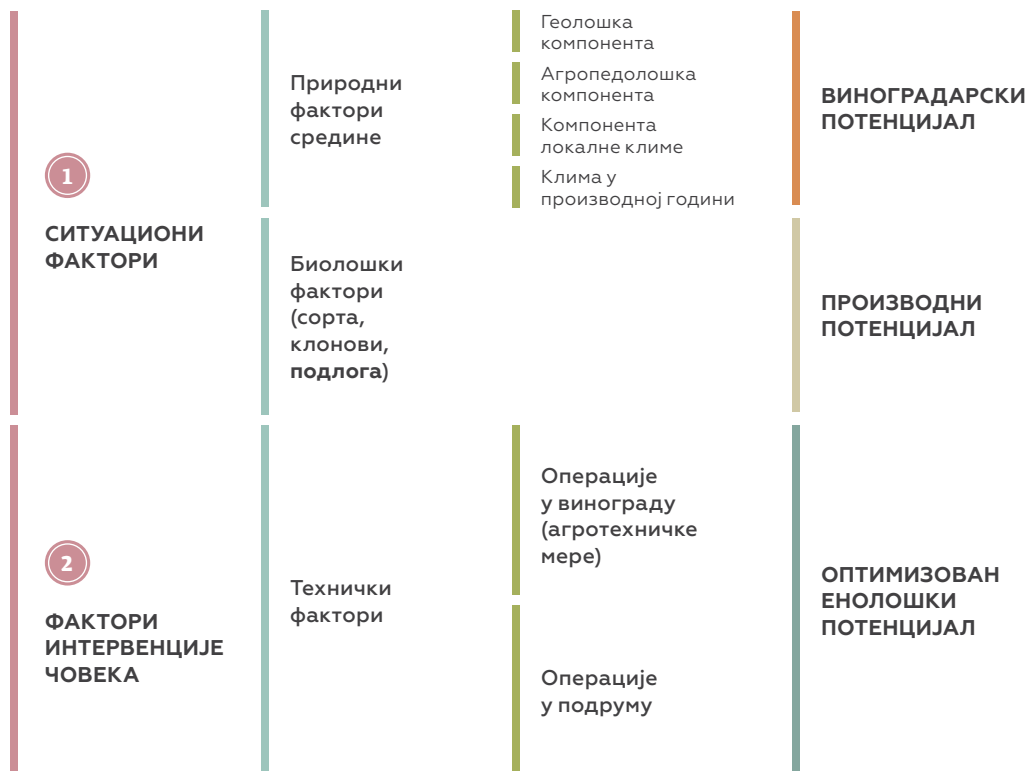 1
СИТУАЦИОНИ
ФАКТОРИ
Природни
фактори
средине
Геолошка
компонента
Агропедолошка
компонента
Компонента
локалне климе
Клима у
производној години
ВИНОГРАДАРСКИ
ПОТЕНЦИЈАЛ
Биолошки
фактори
(сорта,
клонови,
подлога)
ПРОИЗВОДНИ
ПОТЕНЦИЈАЛ
2
ФАКТОРИ
ИНТЕРВЕНЦИЈЕ
ЧОВЕКА
Технички
фактори
Операције
у винограду
(агротехничке
мере)
Операције
у подруму
ОПТИМИЗОВАН
ЕНОЛОШКИ
ПОТЕНЦИЈАЛ